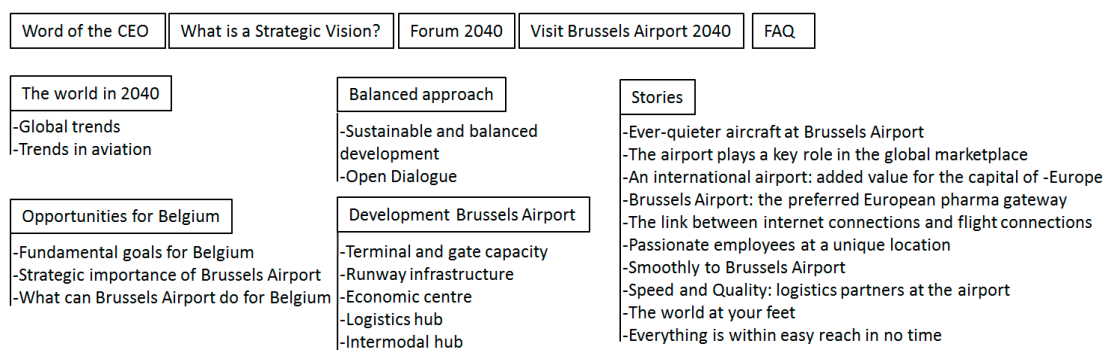 Word of the CEO
What is a Strategic Vision?
Forum 2040
Visit Brussels Airport 2040
FAQ
The world in 2040
-Global trends
-Trends in aviation
Opportunities for Belgium
-Fundamental goals for Belgium
-Strategic importance of Brussels Airport
-What can Brussels Airport do for Belgium
Balanced approach
-Sustainable and balanced
development
-Open Dialogue
Development Brussels Airport
-Terminal and gate capacity
-Runway infrastructure
-Economic centre
-Logistics hub
-Intermodal hub
Stories
-Ever-quieter aircraft at Brussels Airport
-The airport plays a key role in the global marketplace
-An international airport: added value for the capital of -Europe
-Brussels Airport: the preferred European pharma gateway
-The link between internet connections and flight connections
-Passionate employees at a unique location
-Smoothly to Brussels Airport
-Speed and Quality: logistics partners at the airport
-The world at your feet
-Everything is within easy reach in no time